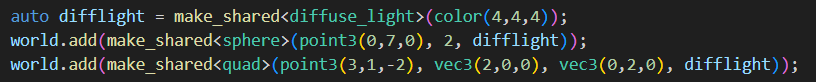 auto difflight = make_shared<diffuse_light>(color(4,4,4));
world.add(make_shared<sphere>(point3(0,7,0), 2, difflight));
world.add(make_shared<quad>(point3(3,1,-2), vec3(2,0,0), vec3(0,2,0), difflight));